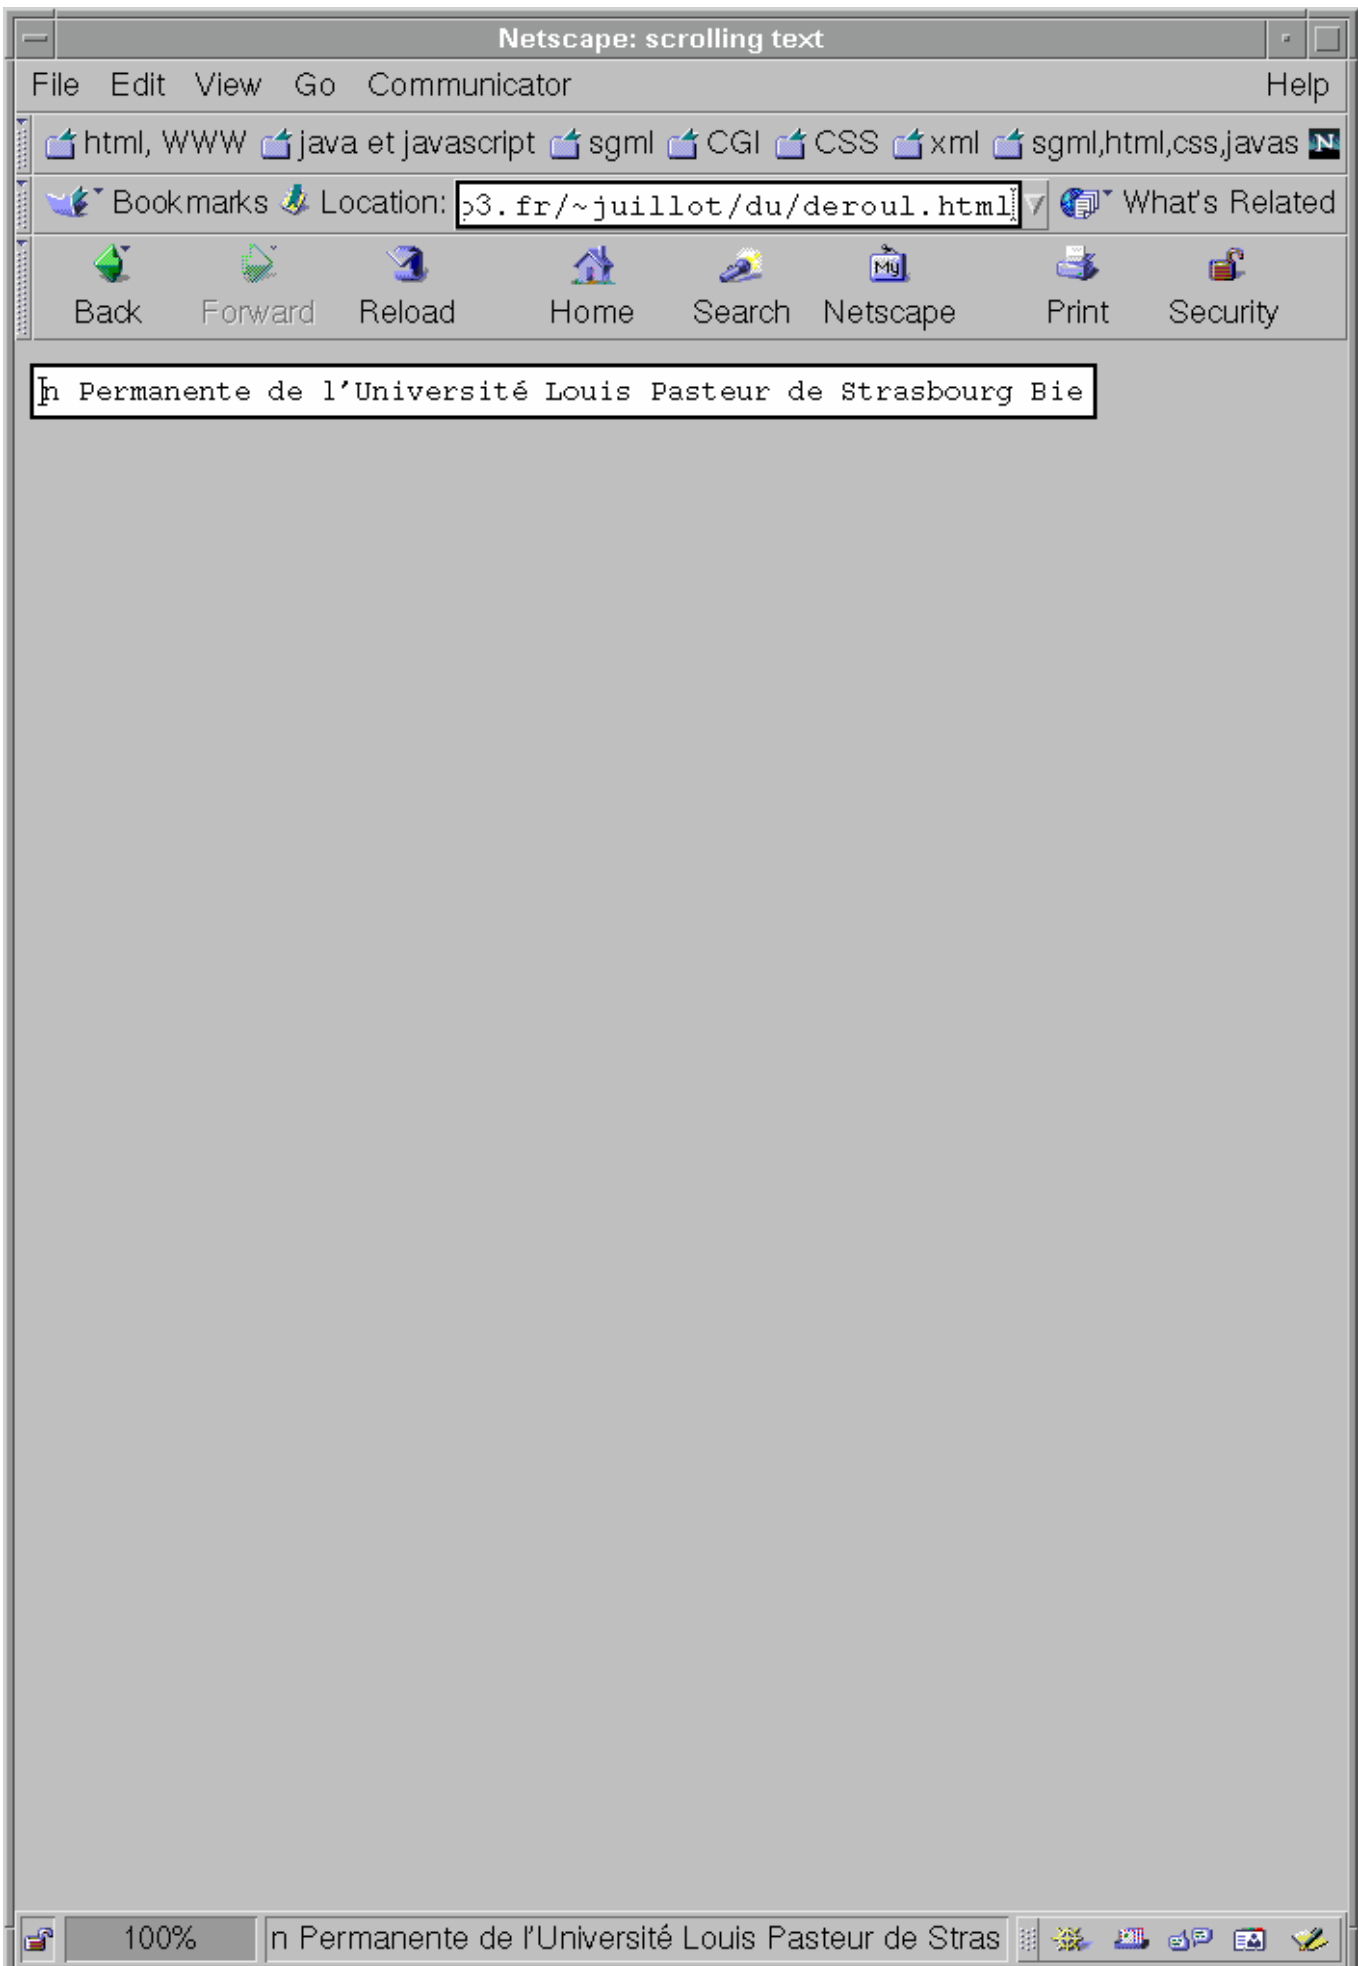 Netscape: scrolling text
File Edit View Go Communicator Help
html, WWW java et javascript sgml CGI CSS xml sgml,html,css,javas N
Bookmarks Location: p3.fr/~juillot/du/deroul.html What's Related
My
Back Forward Reload Home Search Netscape Print Security
n Permanente de l'Université Louis Pasteur de Strasbourg Bie
100% n Permanente de l'Université Louis Pasteur de Stras